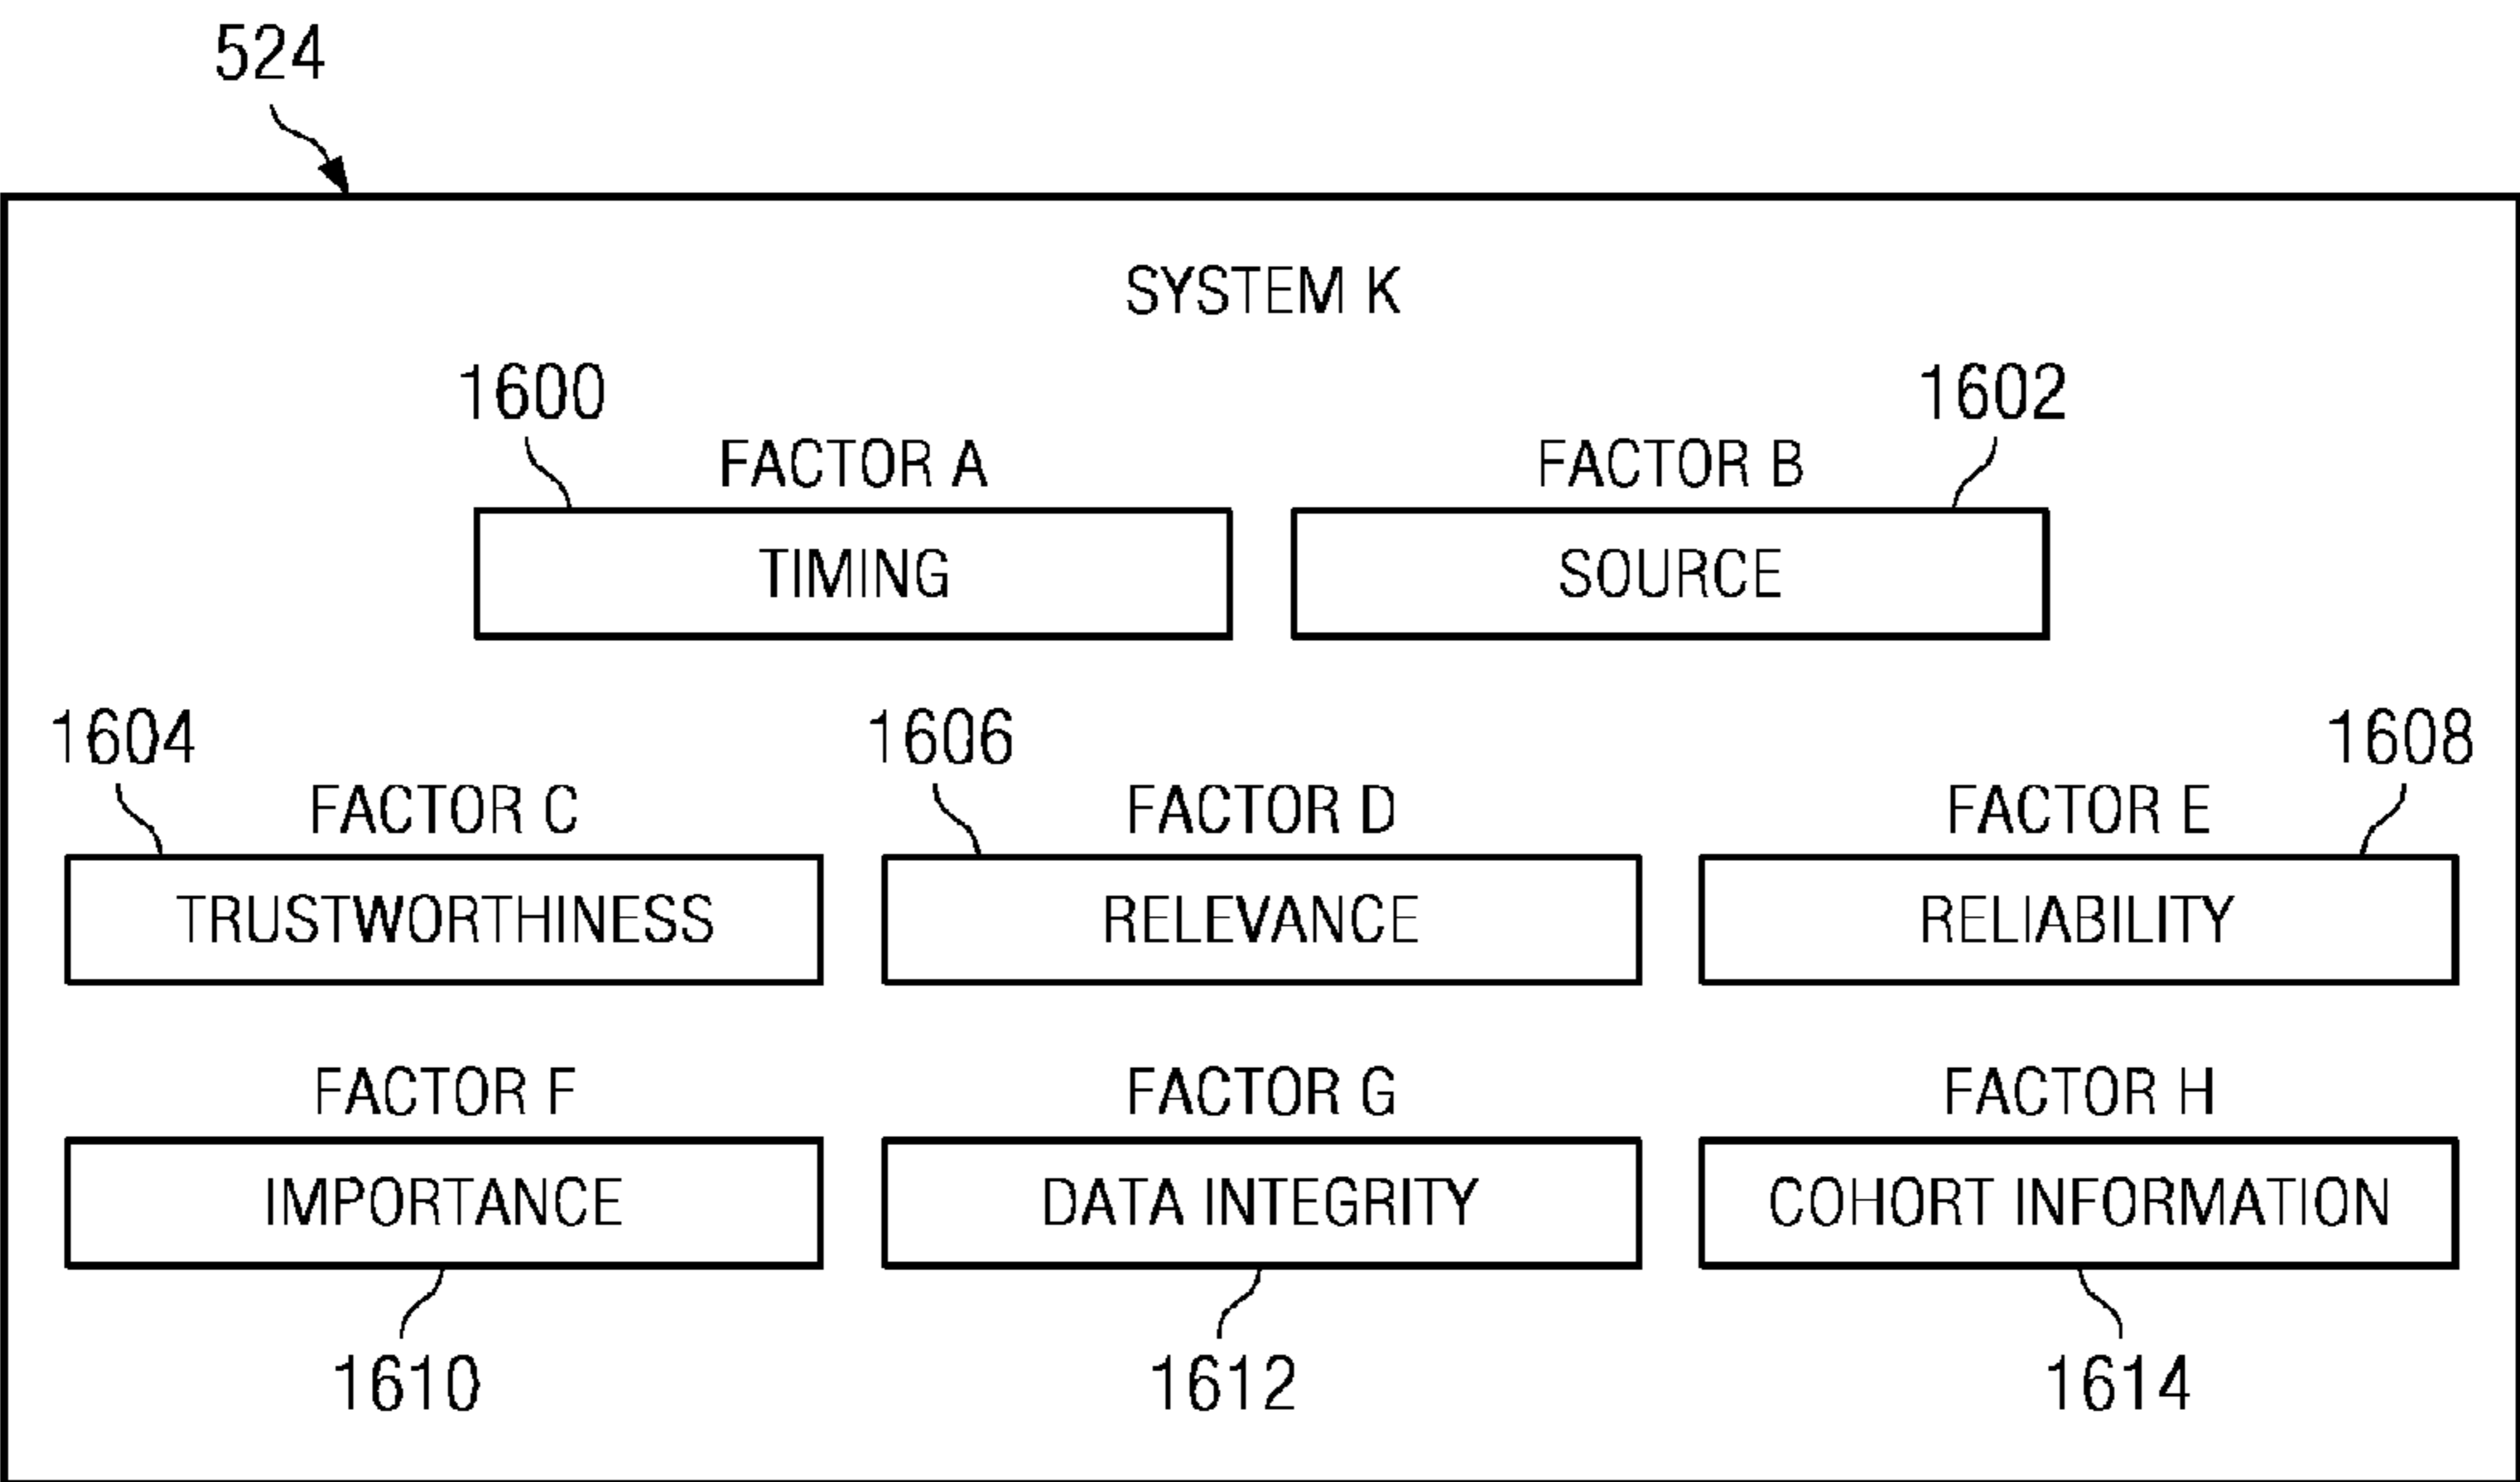 524
SYSTEM K
1600 1602
FACTOR A FACTOR B
TIMING SOURCE
1604 1606 1608
FACTOR C FACTOR D FACTOR E
TRUSTWORTHINESS RELEVANCE RELIABILITY
FACTOR F FACTOR G FACTOR H
IMPORTANCE DATA INTEGRITY COHORT INFORMATION
1610 1612 1614